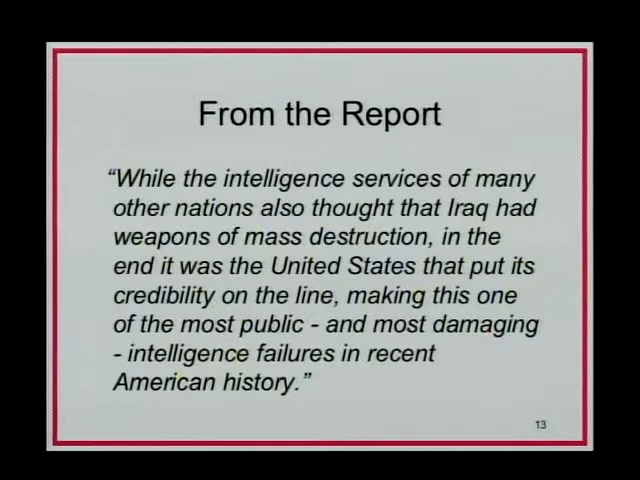 From the Report
“While the intelligence services of many
other nations also thought that Iraq had
weapons of mass destruction, in the
end it was the United States that put its
credibility on the line, making this one
of the most public - and most damaging
- intelligence failures in recent
American history.”
13